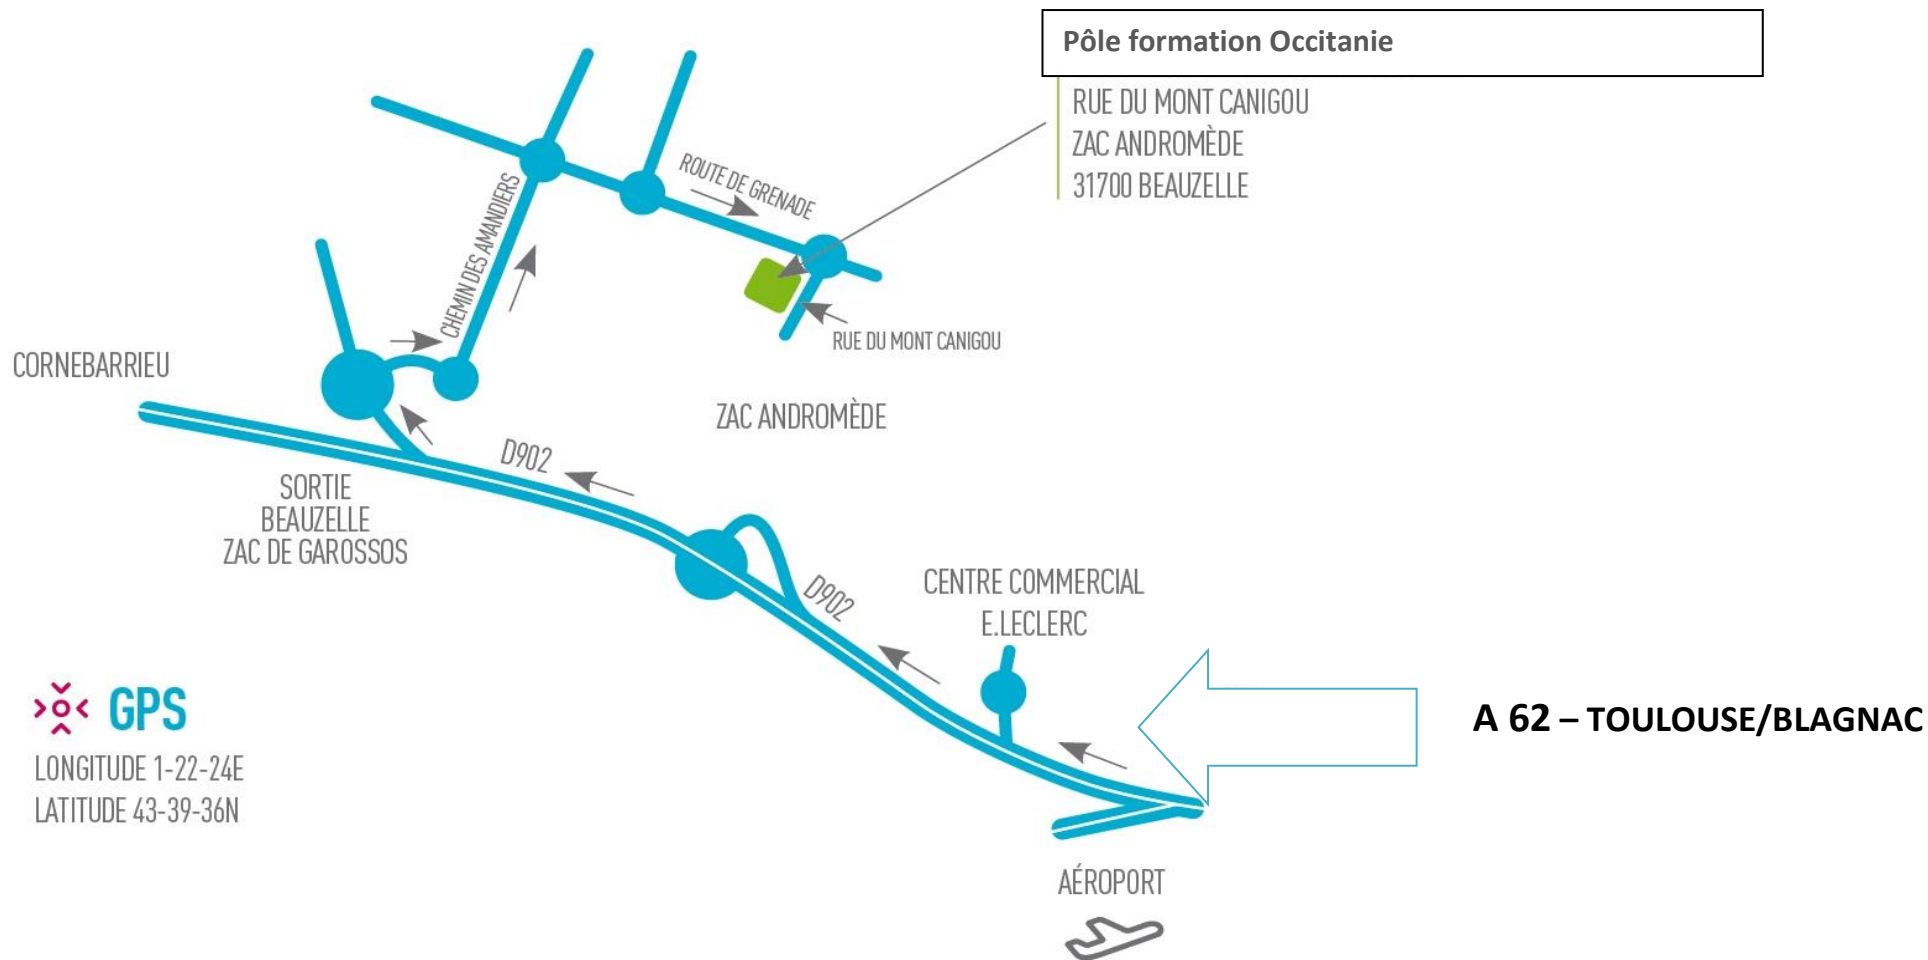 Pôle formation Occitanie
RUE DU MONT CANIGOU
ZAC ANDROMÈDE
31700 BEAUZELLE
ROUTE DE GRENADE
CHEMIN DES AMANDIERS
RUE DU MONT CANIGOU
CORNEBARRIEU
ZAC ANDROMÈDE
D902
SORTIE
BEAUZELLE
ZAC DE GAROSSOS
D902
CENTRE COMMERCIAL
E.LECLERC
GPS
LONGITUDE 1-22-24E
LATITUDE 43-39-36N
A 62 – TOULOUSE/BLAGNAC
AÉROPORT